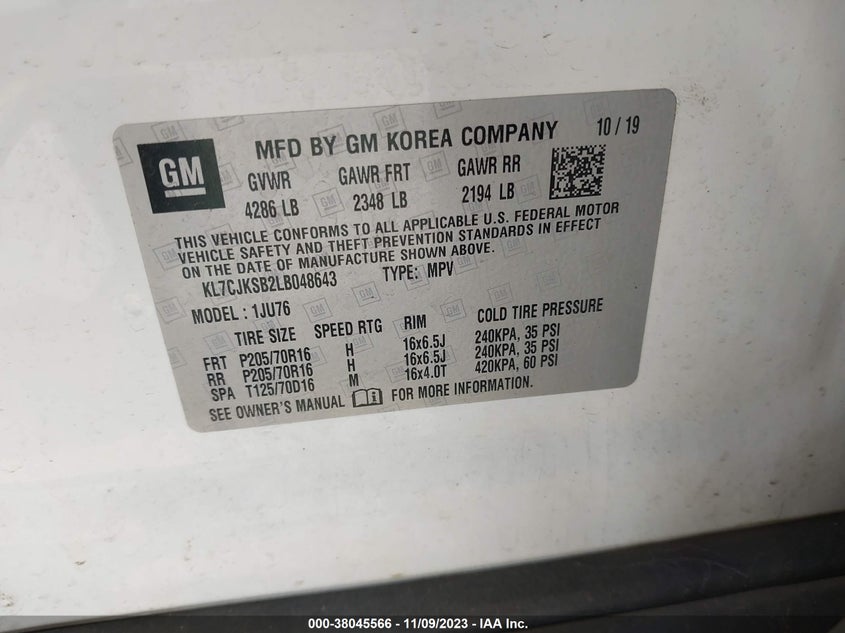 GM
MFD BY GM KOREA COMPANY 10 / 19
GVWR GAWR FRT GAWR RR
4286 LB 2348 LB 2194 LB
THIS VEHICLE CONFORMS TO ALL APPLICABLE U.S. FEDERAL MOTOR
VEHICLE SAFETY AND THEFT PREVENTION STANDARDS IN EFFECT
ON THE DATE OF MANUFACTURE SHOWN ABOVE.
KL7CJKSB2LB048643 TYPE: MPV
MODEL : 1JU76
TIRE SIZE SPEED RTG RIM COLD TIRE PRESSURE
FRT P205/70R16 H 16x6.5J 240KPA, 35 PSI
RR P205/70R16 H 16x6.5J 240KPA, 35 PSI
SPA T125/70D16 M 16x4.0T 420KPA, 60 PSI
SEE OWNER'S MANUAL FOR MORE INFORMATION.
000-38045566 - 11/09/2023 - IAA Inc.